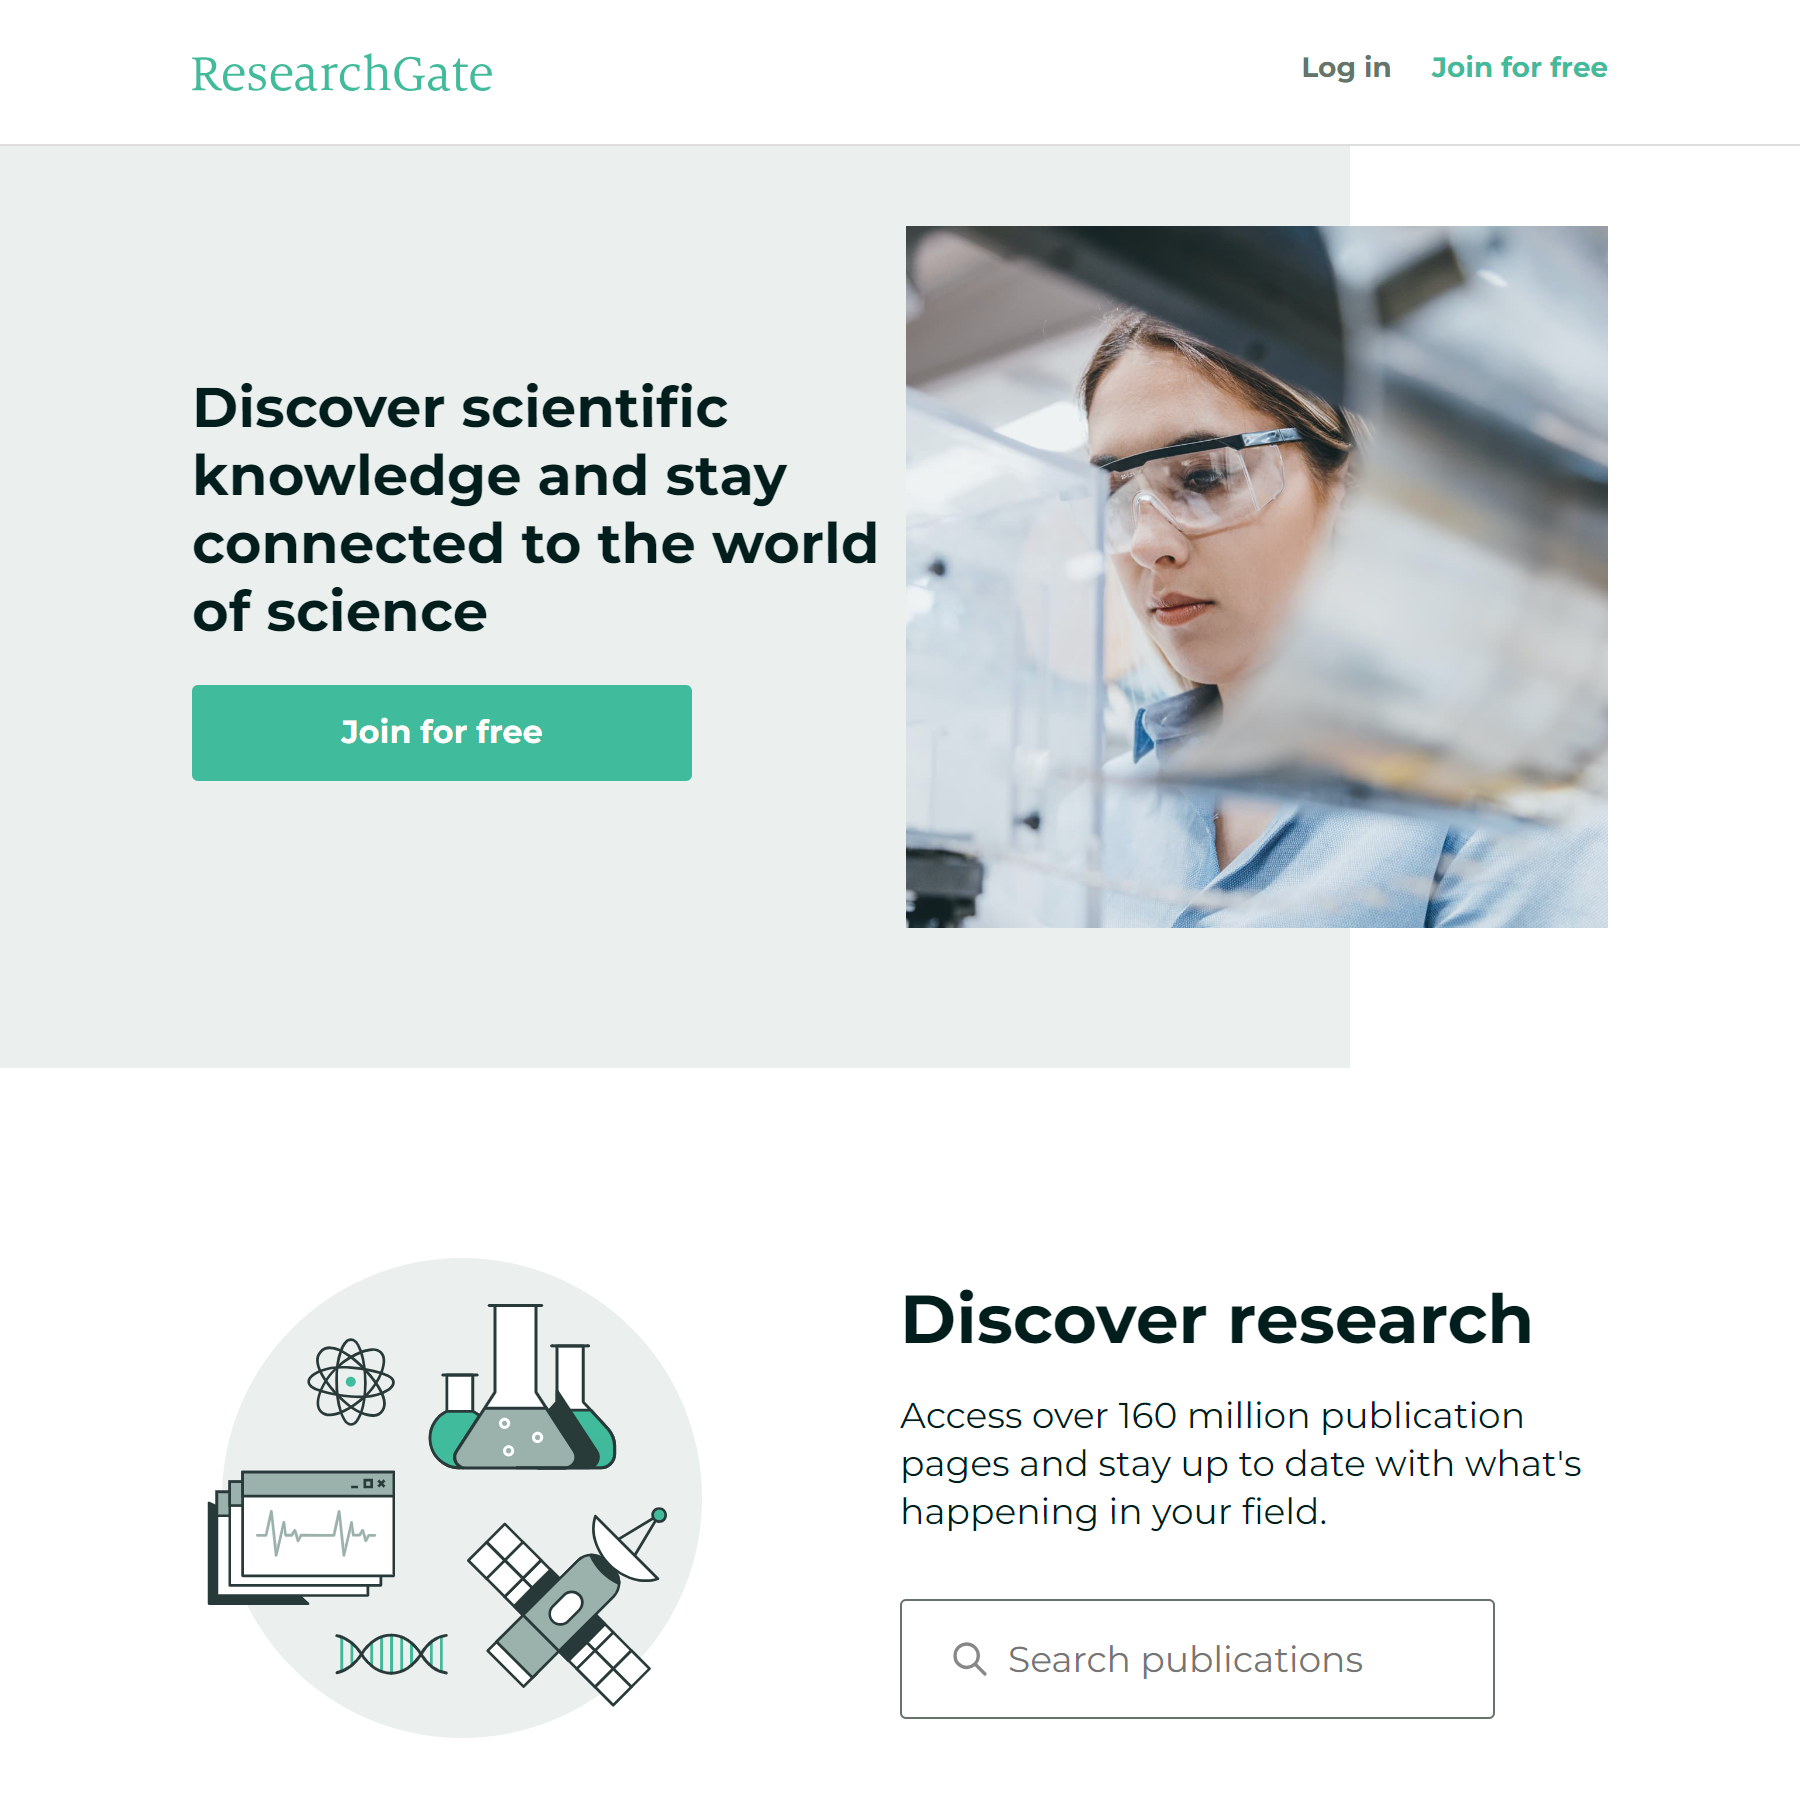 ResearchGate
Log in
Join for free
Discover scientific
knowledge and stay
connected to the world
of science
Join for free
Discover research
Access over 160 million publication
pages and stay up to date with what's
happening in your field.
Search publications